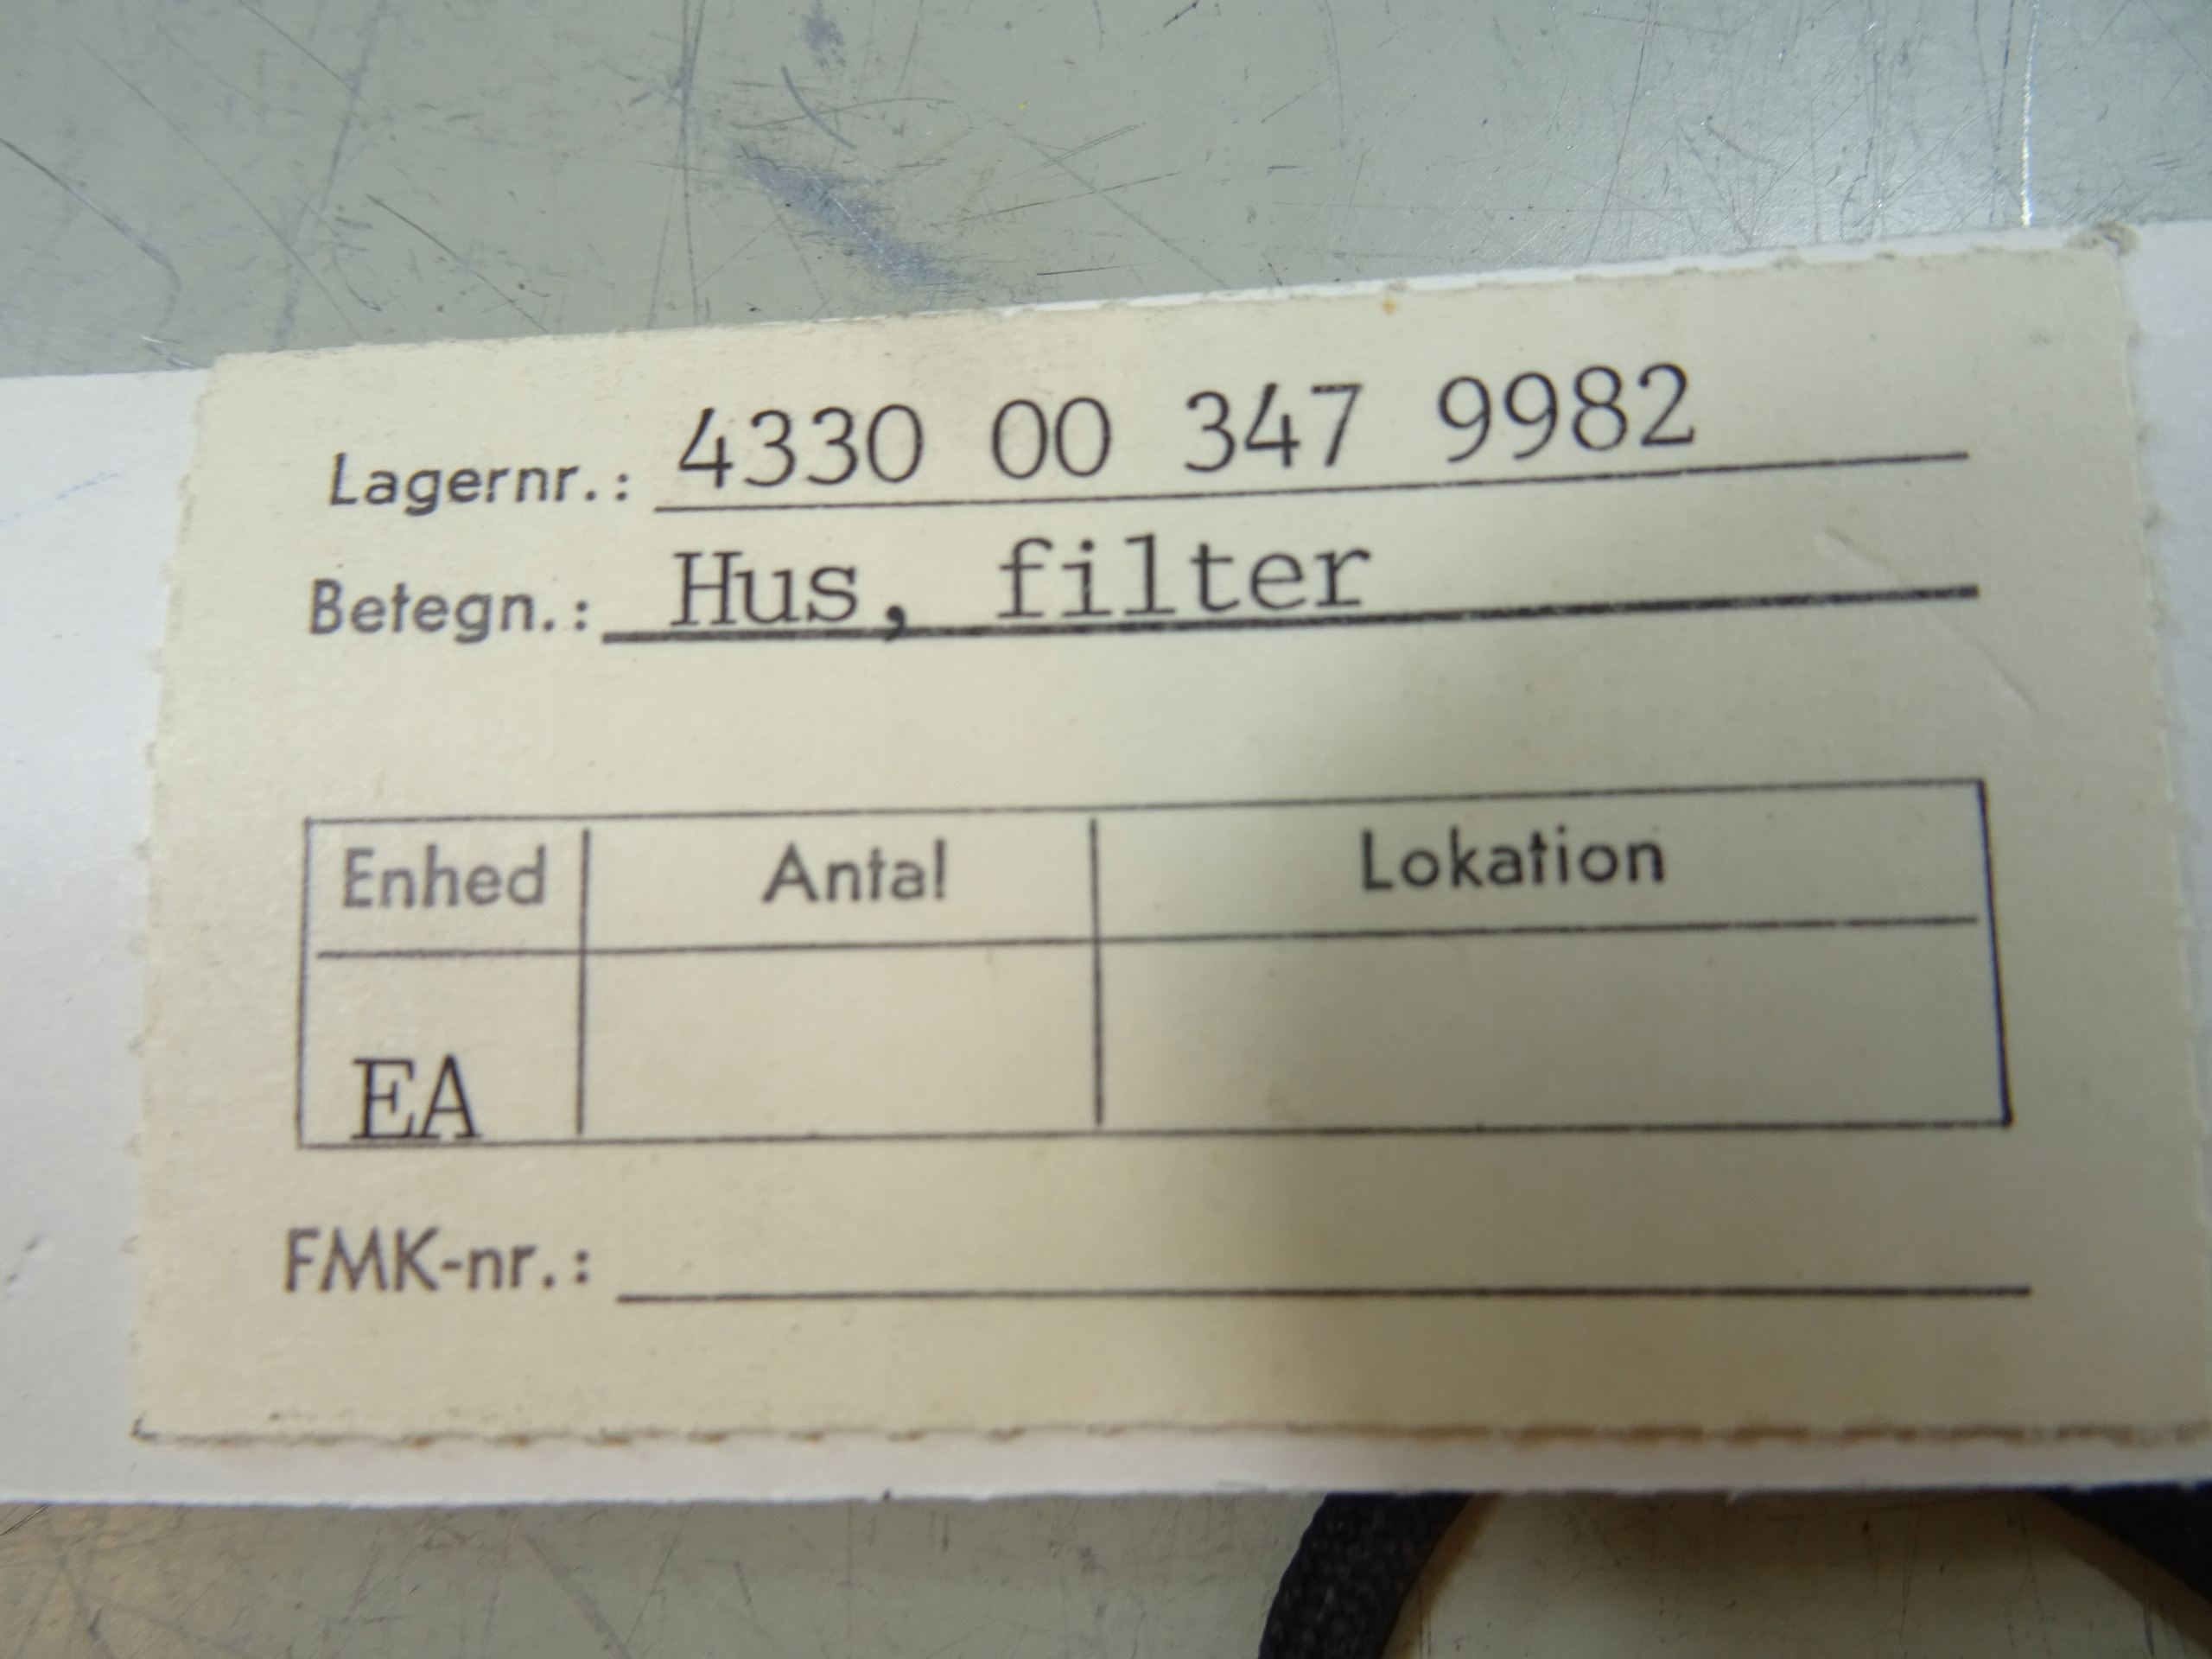 Lagernr.: 4330 00 347 9982
Betegn.: Hus, filter
Enhed Antal Lokation
EA
FMK-nr.: